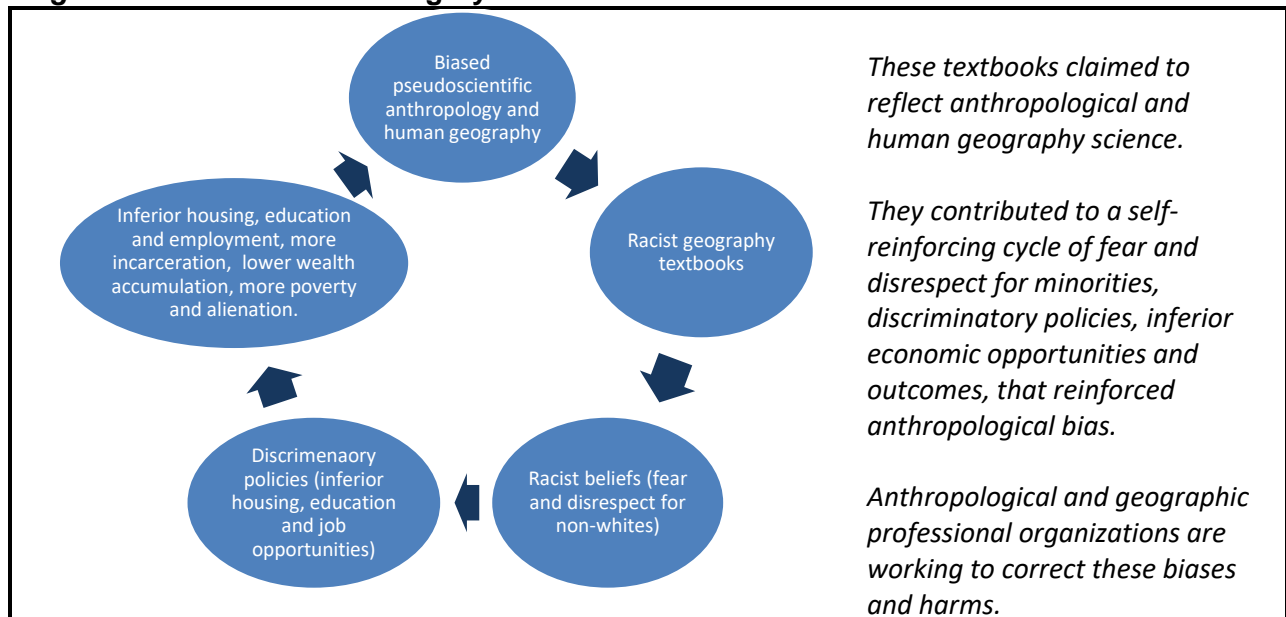 Biased
pseudoscientific
anthropology and
human geography
Racist geography
textbooks
Racist beliefs (fear
and disrespect for
non-whites)
Discrimenaory
policies (inferior
housing, education
and job
opportunities)
Inferior housing, education
and employment, more
incarceration, lower wealth
accumulation, more poverty
and alienation.
These textbooks claimed to
reflect anthropological and
human geography science.
They contributed to a self-
reinforcing cycle of fear and
disrespect for minorities,
discriminatory policies, inferior
economic opportunities and
outcomes, that reinforced
anthropological bias.
Anthropological and geographic
professional organizations are
working to correct these biases
and harms.